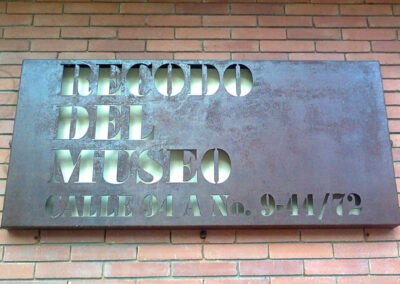 RECODO
DEL
MUSEO
CALLE 94 A No. 9-44/72